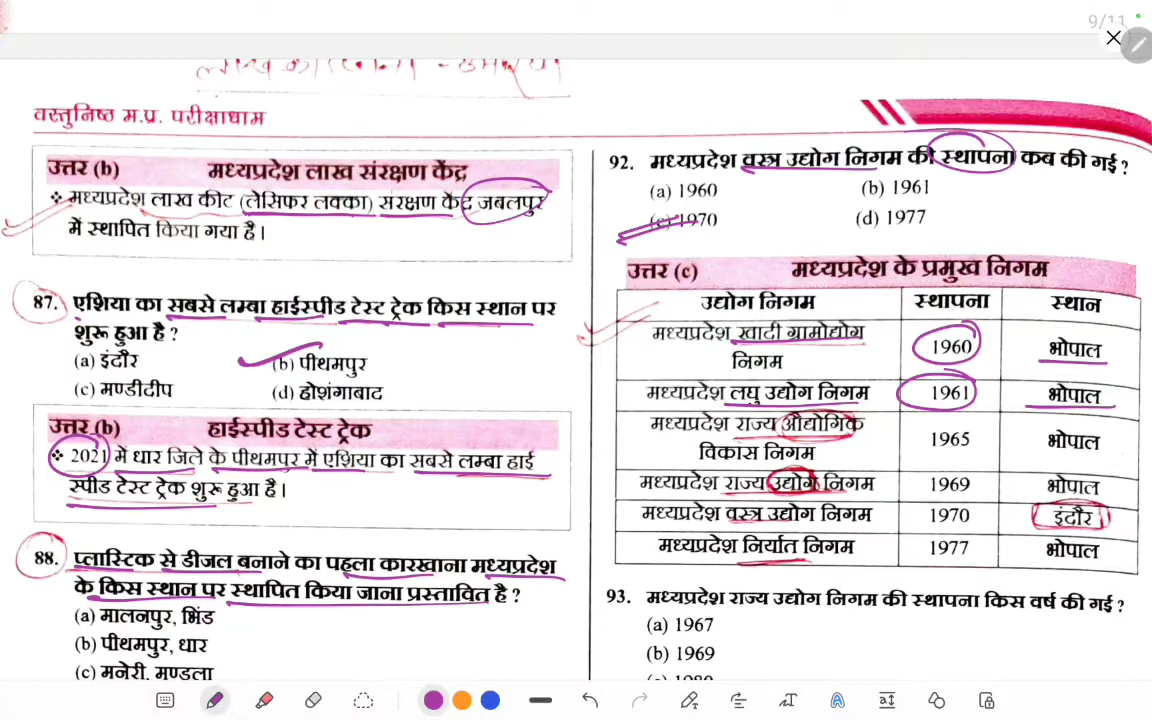 9/11
वस्तुनिष्ठ म.प्र. परीक्षाधाम
उत्तर (b) मध्यप्रदेश लाख संरक्षण केंद्र
❖ मध्यप्रदेश लाख कीट (लेसिफर लक्का) संरक्षण केंद्र जबलपुर
में स्थापित किया गया है।
87. एशिया का सबसे लम्बा हाईस्पीड टेस्ट ट्रेक किस स्थान पर
शुरू हुआ है ?
(a) इंदौर (b) पीथमपुर
(c) मण्डीदीप (d) होशंगाबाद
उत्तर (b) हाईस्पीड टेस्ट ट्रेक
❖ 2021 में धार जिले के पीथमपुर में एशिया का सबसे लम्बा हाई
स्पीड टेस्ट ट्रेक शुरू हुआ है।
88. प्लास्टिक से डीजल बनाने का पहला कारखाना मध्यप्रदेश
के किस स्थान पर स्थापित किया जाना प्रस्तावित है ?
(a) मालनपुर, भिंड
(b) पीथमपुर, धार
(c) मनेरी, मण्डला
92. मध्यप्रदेश वस्त्र उद्योग निगम की स्थापना कब की गई ?
(a) 1960 (b) 1961
(c) 1970 (d) 1977
उत्तर (c) मध्यप्रदेश के प्रमुख निगम
उद्योग निगम स्थापना स्थान
मध्यप्रदेश खादी ग्रामोद्योग
निगम 1960 भोपाल
मध्यप्रदेश लघु उद्योग निगम 1961 भोपाल
मध्यप्रदेश राज्य औद्योगिक
विकास निगम 1965 भोपाल
मध्यप्रदेश राज्य उद्योग निगम 1969 भोपाल
मध्यप्रदेश वस्त्र उद्योग निगम 1970 इंदौर
मध्यप्रदेश निर्यात निगम 1977 भोपाल
93. मध्यप्रदेश राज्य उद्योग निगम की स्थापना किस वर्ष की गई ?
(a) 1967
(b) 1969